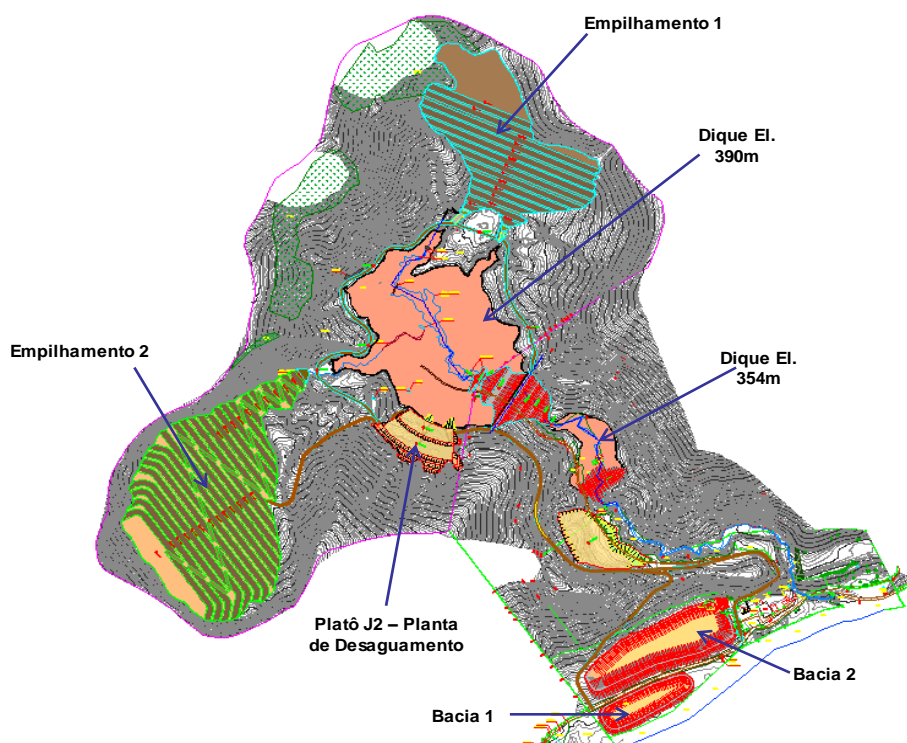 Empilhamento 1
Dique El.
390m
Empilhamento 2
Dique El.
354m
Platô J2 – Planta
de Desaguamento
Bacia 2
Bacia 1